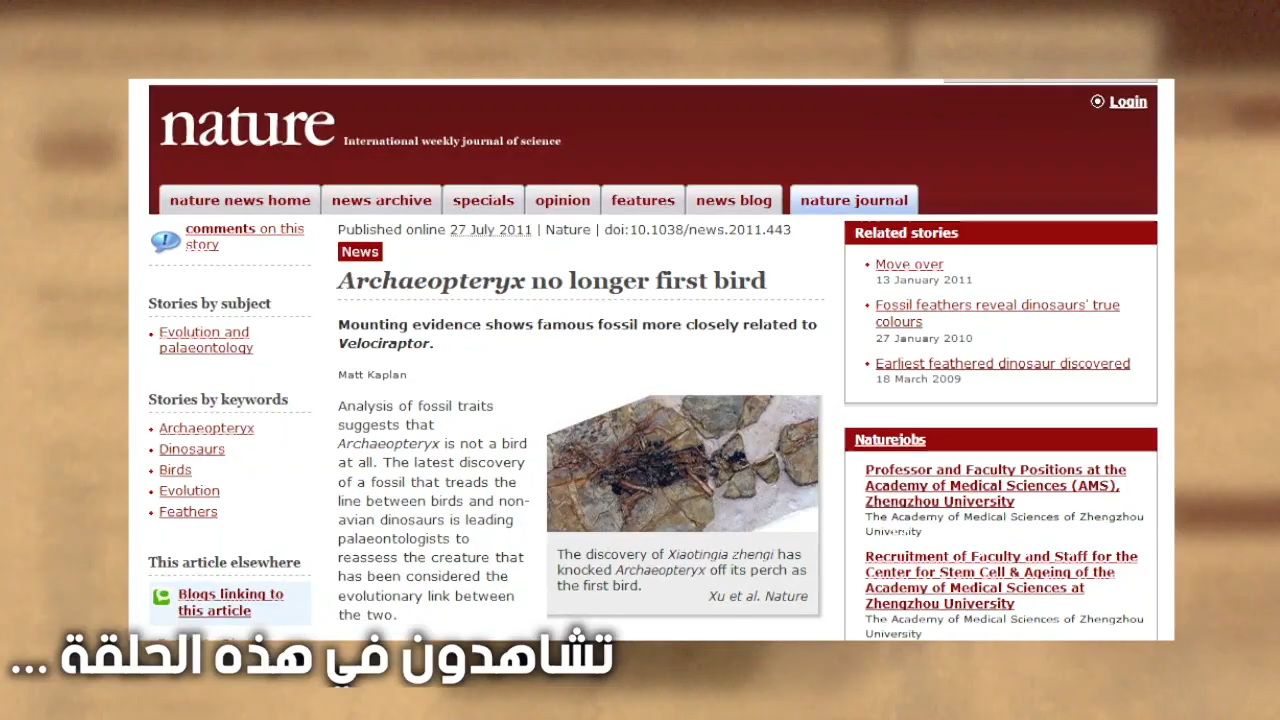 Login
nature International weekly journal of science
nature news home
news archive
specials
opinion
features
news blog
nature journal
comments on this
story
Stories by subject
Evolution and
palaeontology
Stories by keywords
Archaeopteryx
Dinosaurs
Birds
Evolution
Feathers
This article elsewhere
Blogs linking to
this article
Published online 27 July 2011 | Nature | doi:10.1038/news.2011.443
News
Archaeopteryx no longer first bird
Mounting evidence shows famous fossil more closely related to
Velociraptor.
Matt Kaplan
Analysis of fossil traits
suggests that
Archaeopteryx is not a bird
at all. The latest discovery
of a fossil that treads the
line between birds and non-
avian dinosaurs is leading
palaeontologists to
reassess the creature that
has been considered the
evolutionary link between
the two.
The discovery of Xiaotingia zhengi has
knocked Archaeopteryx off its perch as
the first bird.
Xu et al. Nature
Related stories
Move over
13 January 2011
Fossil feathers reveal dinosaurs' true
colours
27 January 2010
Earliest feathered dinosaur discovered
18 March 2009
Naturejobs
Professor and Faculty Positions at the
Academy of Medical Sciences (AMS),
Zhengzhou University
The Academy of Medical Sciences of Zhengzhou
University
Recruitment of Faculty and Staff for the
Center for Stem Cell & Ageing of the
Academy of Medical Sciences at
Zhengzhou University
The Academy of Medical Sciences of Zhengzhou
University
تشاهدون في هذه الحلقة ...